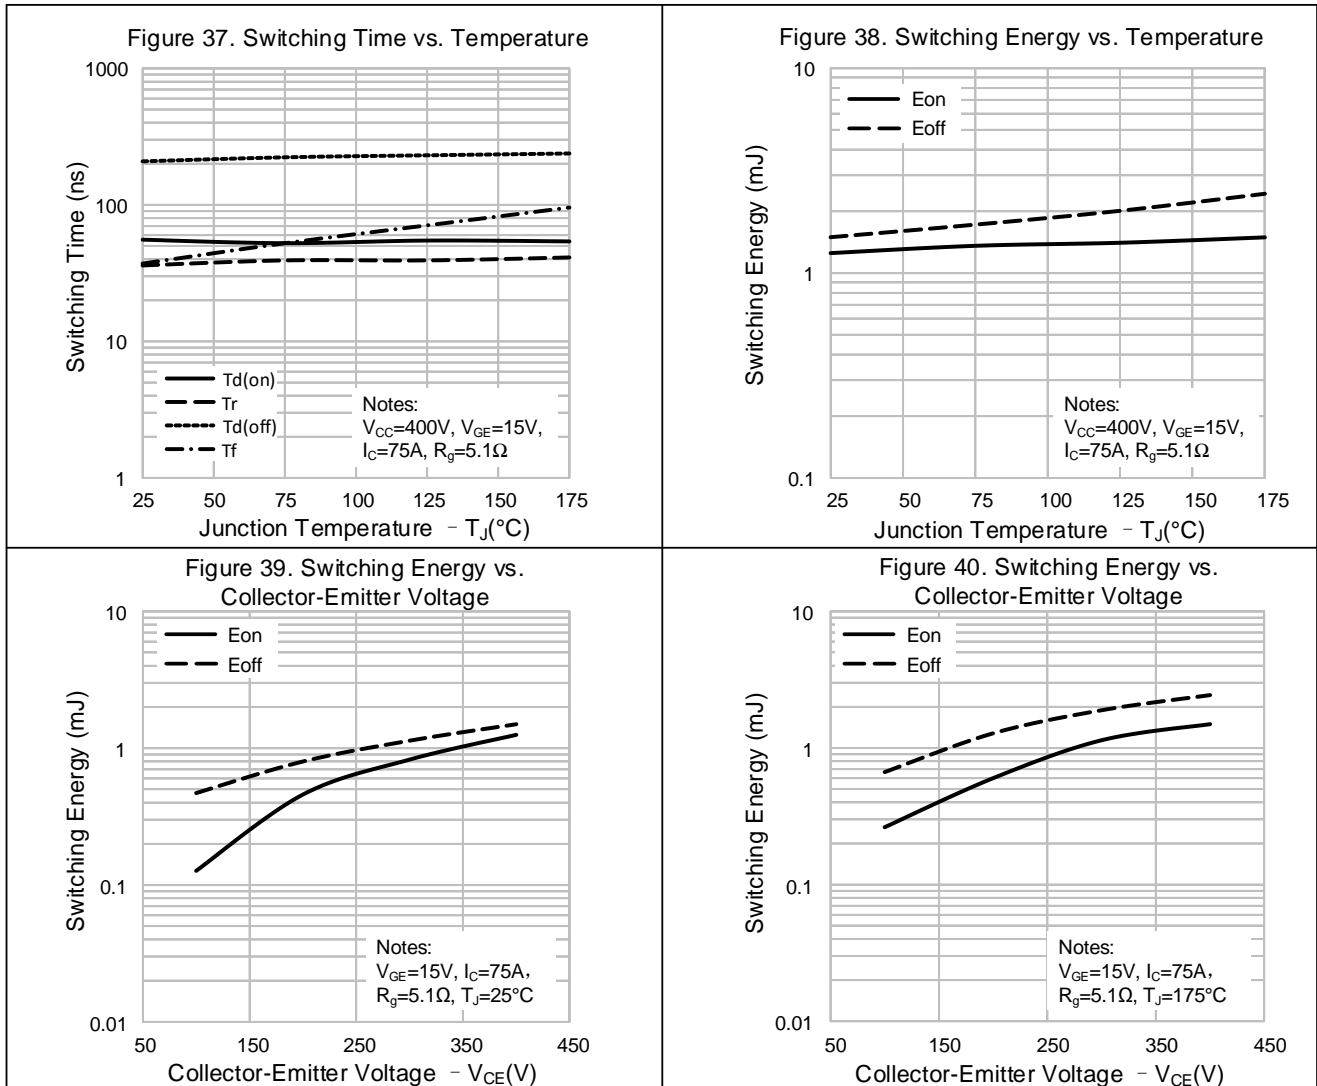 Figure 37. Switching Time vs. Temperature
1000
100
10
1
Switching Time (ns)
Td(on)
Tr
Td(off)
Tf
Notes:
VCC=400V, VGE=15V,
IC=75A, Rg=5.1Ω
25 50 75 100 125 150 175
Junction Temperature − TJ(°C)
Figure 38. Switching Energy vs. Temperature
10
1
0.1
Switching Energy (mJ)
Eon
Eoff
Notes:
VCC=400V, VGE=15V,
IC=75A, Rg=5.1Ω
25 50 75 100 125 150 175
Junction Temperature − TJ(°C)
Figure 39. Switching Energy vs.
Collector-Emitter Voltage
10
1
0.1
0.01
Switching Energy (mJ)
Eon
Eoff
Notes:
VGE=15V, IC=75A,
Rg=5.1Ω, TJ=25°C
50 150 250 350 450
Collector-Emitter Voltage − VCE(V)
Figure 40. Switching Energy vs.
Collector-Emitter Voltage
10
1
0.1
0.01
Switching Energy (mJ)
Eon
Eoff
Notes:
VGE=15V, IC=75A,
Rg=5.1Ω, TJ=175°C
50 150 250 350 450
Collector-Emitter Voltage − VCE(V)